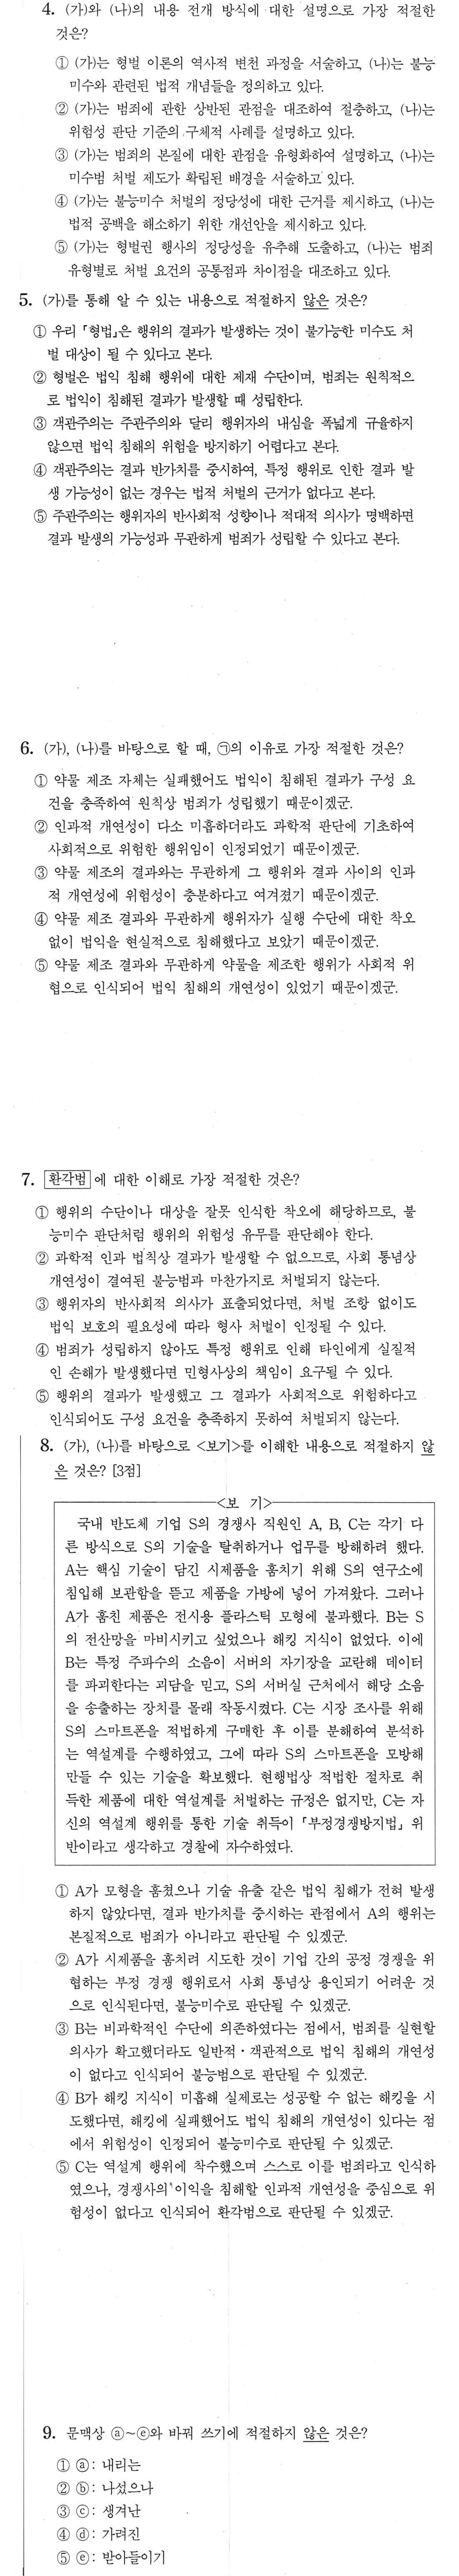 4. (가)와 (나)의 내용 전개 방식에 대한 설명으로 가장 적절한
것은?
① (가)는 형벌 이론의 역사적 변천 과정을 서술하고, (나)는 불능
미수와 관련된 법적 개념들을 정의하고 있다.
② (가)는 범죄에 관한 상반된 관점을 대조하여 절충하고, (나)는
위험성 판단 기준의 구체적 사례를 설명하고 있다.
③ (가)는 범죄의 본질에 대한 관점을 유형화하여 설명하고, (나)는
미수범 처벌 제도가 확립된 배경을 서술하고 있다.
④ (가)는 불능미수 처벌의 정당성에 대한 근거를 제시하고, (나)는
법적 공백을 해소하기 위한 개선안을 제시하고 있다.
⑤ (가)는 형벌권 행사의 정당성을 유추해 도출하고, (나)는 범죄
유형별로 처벌 요건의 공통점과 차이점을 대조하고 있다.
5. (가)를 통해 알 수 있는 내용으로 적절하지 않은 것은?
① 우리 「형법」은 행위의 결과가 발생하는 것이 불가능한 미수도 처
벌 대상이 될 수 있다고 본다.
② 형벌은 법익 침해 행위에 대한 제재 수단이며, 범죄는 원칙적으
로 법익이 침해된 결과가 발생할 때 성립한다.
③ 객관주의는 주관주의와 달리 행위자의 내심을 폭넓게 규율하지
않으면 법익 침해의 위험을 방지하기 어렵다고 본다.
④ 객관주의는 결과 반가치를 중시하여, 특정 행위로 인한 결과 발
생 가능성이 없는 경우는 법적 처벌의 근거가 없다고 본다.
⑤ 주관주의는 행위자의 반사회적 성향이나 적대적 의사가 명백하면
결과 발생의 가능성과 무관하게 범죄가 성립할 수 있다고 본다.
6. (가), (나)를 바탕으로 할 때, ㉠의 이유로 가장 적절한 것은?
① 약물 제조 자체는 실패했어도 법익이 침해된 결과가 구성 요
건을 충족하여 원칙상 범죄가 성립했기 때문이겠군.
② 인과적 개연성이 다소 미흡하더라도 과학적 판단에 기초하여
사회적으로 위험한 행위임이 인정되었기 때문이겠군.
③ 약물 제조의 결과와는 무관하게 그 행위와 결과 사이의 인과
적 개연성에 위험성이 충분하다고 여겨졌기 때문이겠군.
④ 약물 제조 결과와 무관하게 행위자가 실행 수단에 대한 착오
없이 법익을 현실적으로 침해했다고 보았기 때문이겠군.
⑤ 약물 제조 결과와 무관하게 약물을 제조한 행위가 사회적 위
협으로 인식되어 법익 침해의 개연성이 있었기 때문이겠군.
7. 환각범에 대한 이해로 가장 적절한 것은?
① 행위의 수단이나 대상을 잘못 인식한 착오에 해당하므로, 불
능미수 판단처럼 행위의 위험성 유무를 판단해야 한다.
② 과학적 인과 법칙상 결과가 발생할 수 없으므로, 사회 통념상
개연성이 결여된 불능범과 마찬가지로 처벌되지 않는다.
③ 행위자의 반사회적 의사가 표출되었다면, 처벌 조항 없이도
법익 보호의 필요성에 따라 형사 처벌이 인정될 수 있다.
④ 범죄가 성립하지 않아도 특정 행위로 인해 타인에게 실질적
인 손해가 발생했다면 민형사상의 책임이 요구될 수 있다.
⑤ 행위의 결과가 발생했고 그 결과가 사회적으로 위험하다고
인식되어도 구성 요건을 충족하지 못하여 처벌되지 않는다.
8. (가), (나)를 바탕으로 <보기>를 이해한 내용으로 적절하지 않
은 것은? [3점]
<보 기>
국내 반도체 기업 S의 경쟁사 직원인 A, B, C는 각기 다
른 방식으로 S의 기술을 탈취하거나 업무를 방해하려 했다.
A는 핵심 기술이 담긴 시제품을 훔치기 위해 S의 연구소에
침입해 보관함을 뜯고 제품을 가방에 넣어 가져왔다. 그러나
A가 훔친 제품은 전시용 플라스틱 모형에 불과했다. B는 S
의 전산망을 마비시키고 싶었으나 해킹 지식이 없었다. 이에
B는 특정 주파수의 소음이 서버의 자기장을 교란해 데이터
를 파괴한다는 괴담을 믿고, S의 서버실 근처에서 해당 소음
을 송출하는 장치를 몰래 작동시켰다. C는 시장 조사를 위해
S의 스마트폰을 적법하게 구매한 후 이를 분해하여 분석하
는 역설계를 수행하였고, 그에 따라 S의 스마트폰을 모방해
만들 수 있는 기술을 확보했다. 현행법상 적법한 절차로 취
득한 제품에 대한 역설계를 처벌하는 규정은 없지만, C는 자
신의 역설계 행위를 통한 기술 취득이 「부정경쟁방지법」 위
반이라고 생각하고 경찰에 자수하였다.
① A가 모형을 훔쳤으나 기술 유출 같은 법익 침해가 전혀 발생
하지 않았다면, 결과 반가치를 중시하는 관점에서 A의 행위는
본질적으로 범죄가 아니라고 판단될 수 있겠군.
② A가 시제품을 훔치려 시도한 것이 기업 간의 공정 경쟁을 위
협하는 부정 경쟁 행위로서 사회 통념상 용인되기 어려운 것
으로 인식된다면, 불능미수로 판단될 수 있겠군.
③ B는 비과학적인 수단에 의존하였다는 점에서, 범죄를 실현할
의사가 확고했더라도 일반적·객관적으로 법익 침해의 개연성
이 없다고 인식되어 불능범으로 판단될 수 있겠군.
④ B가 해킹 지식이 미흡해 실제로는 성공할 수 없는 해킹을 시
도했다면, 해킹에 실패했어도 법익 침해의 개연성이 있다는 점
에서 위험성이 인정되어 불능미수로 판단될 수 있겠군.
⑤ C는 역설계 행위에 착수했으며 스스로 이를 범죄라고 인식하
였으나, 경쟁사의 이익을 침해할 인과적 개연성을 중심으로 위
험성이 없다고 인식되어 환각범으로 판단될 수 있겠군.
9. 문맥상 ⓐ~ⓔ와 바꿔 쓰기에 적절하지 않은 것은?
① ⓐ: 내리는
② ⓑ: 나섰으나
③ ⓒ: 생겨난
④ ⓓ: 가려진
⑤ ⓔ: 받아들이기